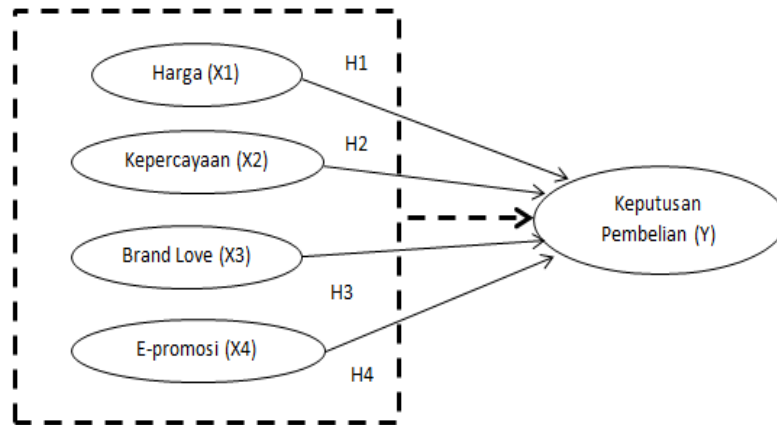 Harga (X1)
H1
Kepercayaan (X2)
H2
Keputusan
Pembelian (Y)
Brand Love (X3)
H3
E-promosi (X4)
H4